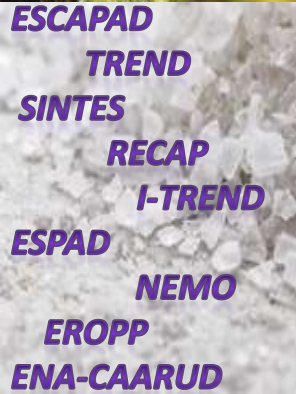 ESCAPAD
TREND
SINTES
RECAP
I-TREND
ESPAD
NEMO
EROPP
ENA-CAARUD